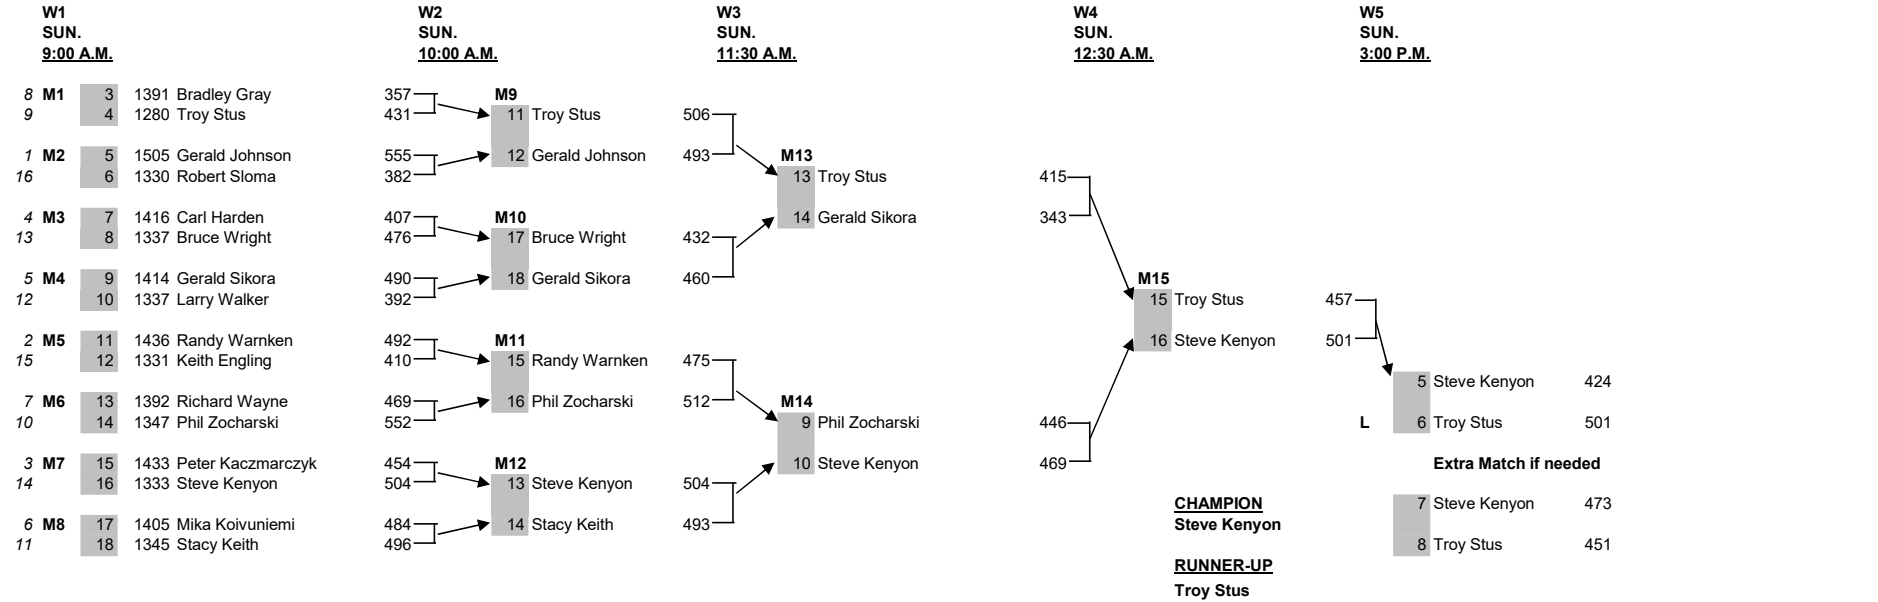 W1 W2 W3 W4 W5
SUN. SUN. SUN. SUN. SUN.
9:00 A.M. 10:00 A.M. 11:30 A.M. 12:30 A.M. 3:00 P.M.
8 M1 3 1391 Bradley Gray 357 M9
9 4 1280 Troy Stus 431 11 Troy Stus 506
1 M2 5 1505 Gerald Johnson 555 12 Gerald Johnson 493 M13
16 6 1330 Robert Sloma 382 13 Troy Stus 415
4 M3 7 1416 Carl Harden 407 M10 14 Gerald Sikora 343
13 8 1337 Bruce Wright 476 17 Bruce Wright 432
5 M4 9 1414 Gerald Sikora 490 18 Gerald Sikora 460 M15
12 10 1337 Larry Walker 392 15 Troy Stus 457
2 M5 11 1436 Randy Warnken 492 M11 16 Steve Kenyon 501
15 12 1331 Keith Engling 410 15 Randy Warnken 475
5 Steve Kenyon 424
7 M6 13 1392 Richard Wayne 469 16 Phil Zocharski 512 M14
10 14 1347 Phil Zocharski 552 9 Phil Zocharski 446 L 6 Troy Stus 501
3 M7 15 1433 Peter Kaczmarczyk 454 M12 10 Steve Kenyon 469 Extra Match if needed
14 16 1333 Steve Kenyon 504 13 Steve Kenyon 504
CHAMPION 7 Steve Kenyon 473
6 M8 17 1405 Mika Koivuniemi 484 14 Stacy Keith 493 Steve Kenyon
11 18 1345 Stacy Keith 496 8 Troy Stus 451
RUNNER-UP
Troy Stus